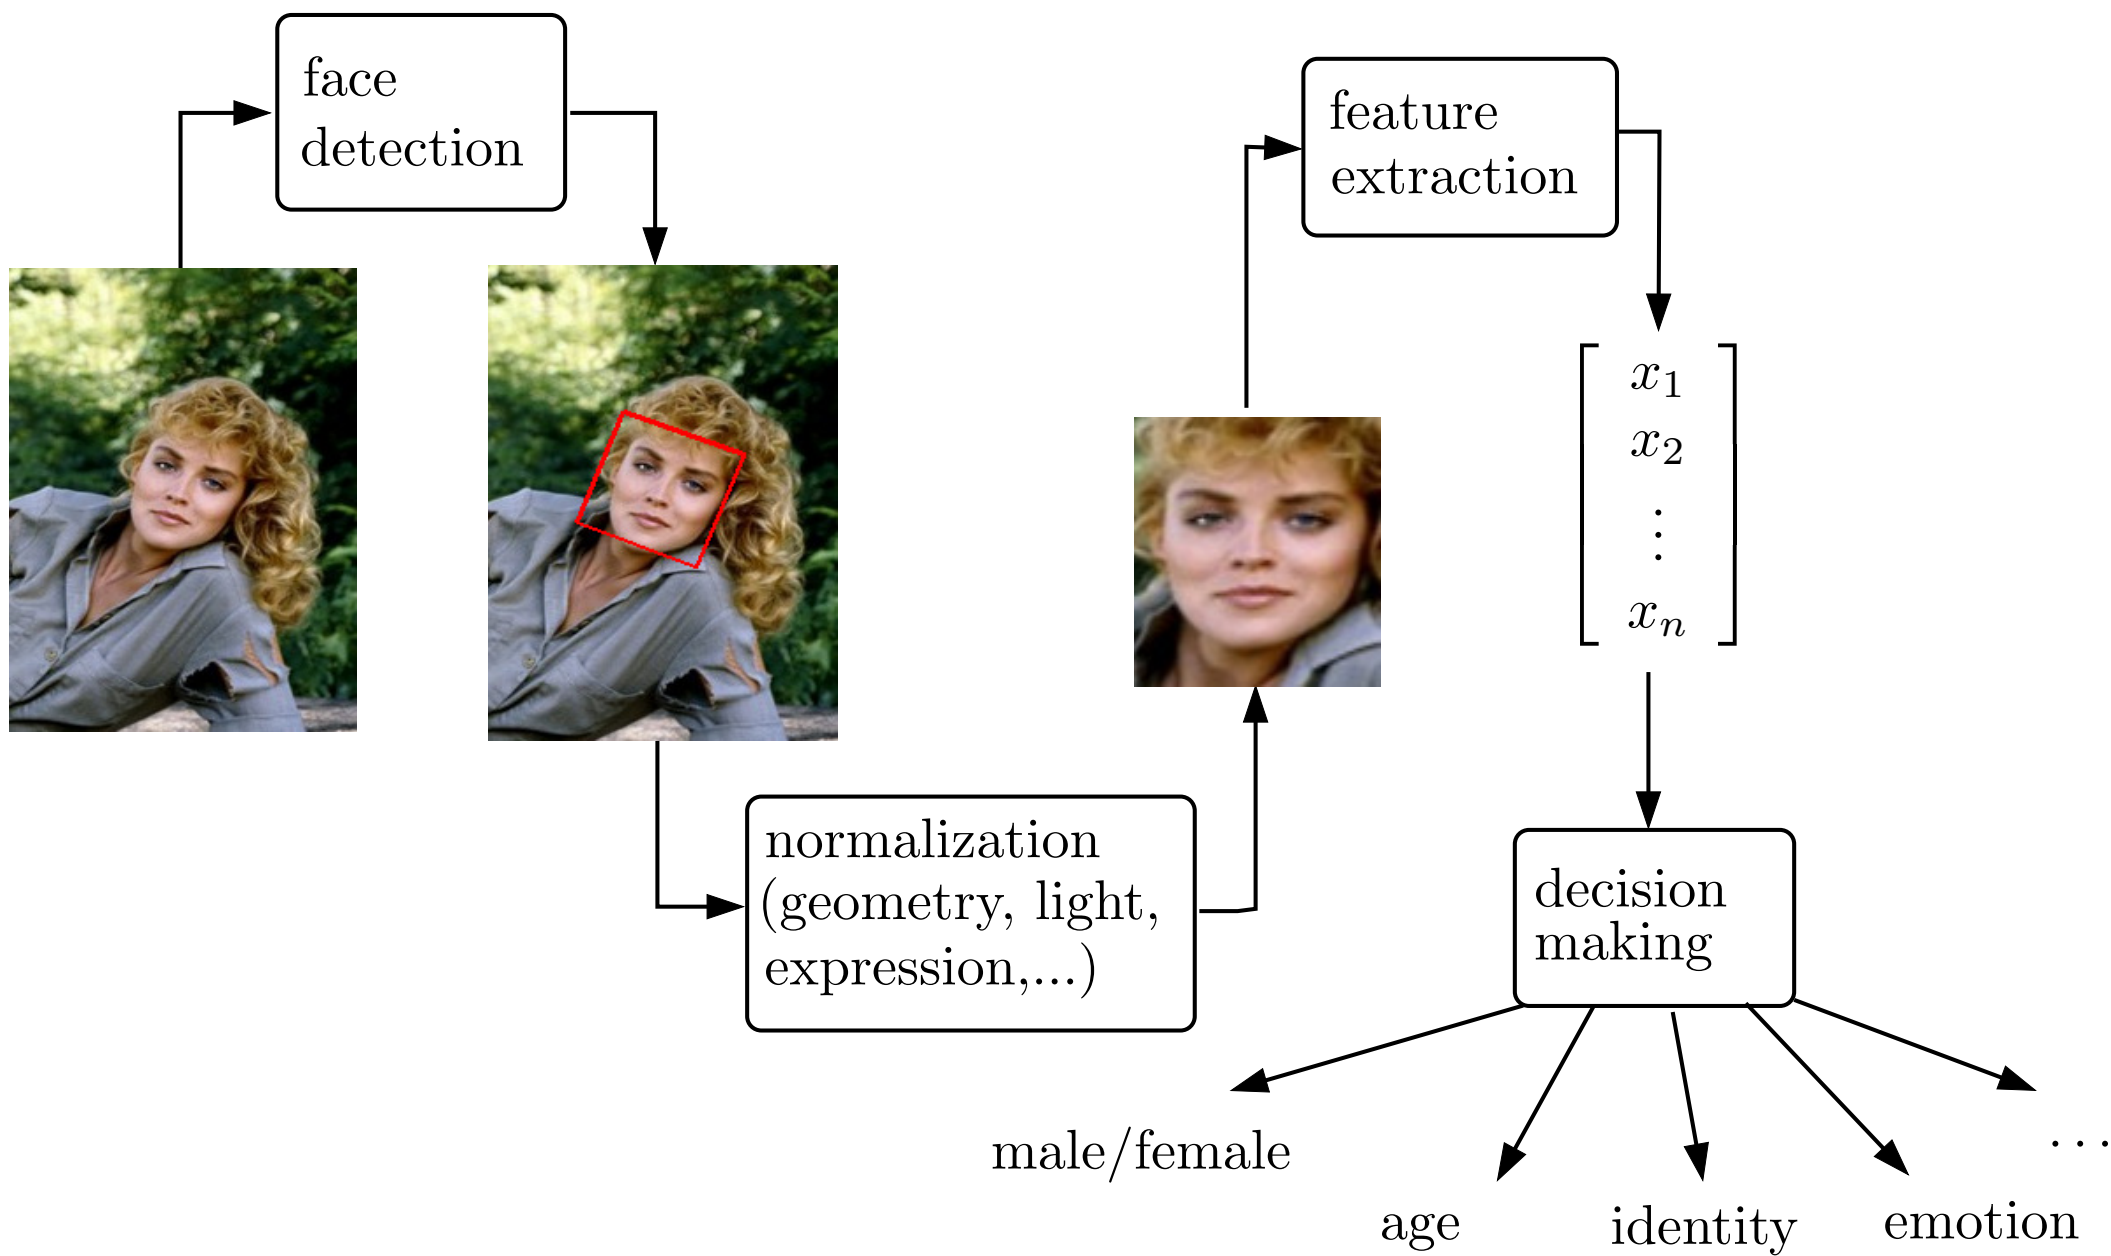 face
detection
feature
extraction
x₁
x₂
⋮
xₙ
normalization
(geometry, light,
expression,...)
decision
making
male/female
age
identity
emotion
...